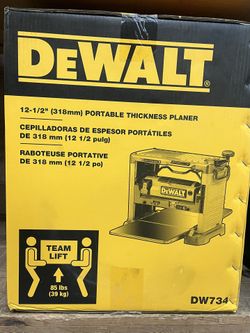 DEWALT
12-1/2" (318mm) PORTABLE THICKNESS PLANER
CEPILLADORAS DE ESPESOR PORTÁTILES
DE 318 mm (12 1/2 pulg)
RABOTEUSE PORTATIVE
DE 318 mm (12 1/2 po)
DEWALT
TEAM
LIFT
85 lbs
(39 kg)
DW734